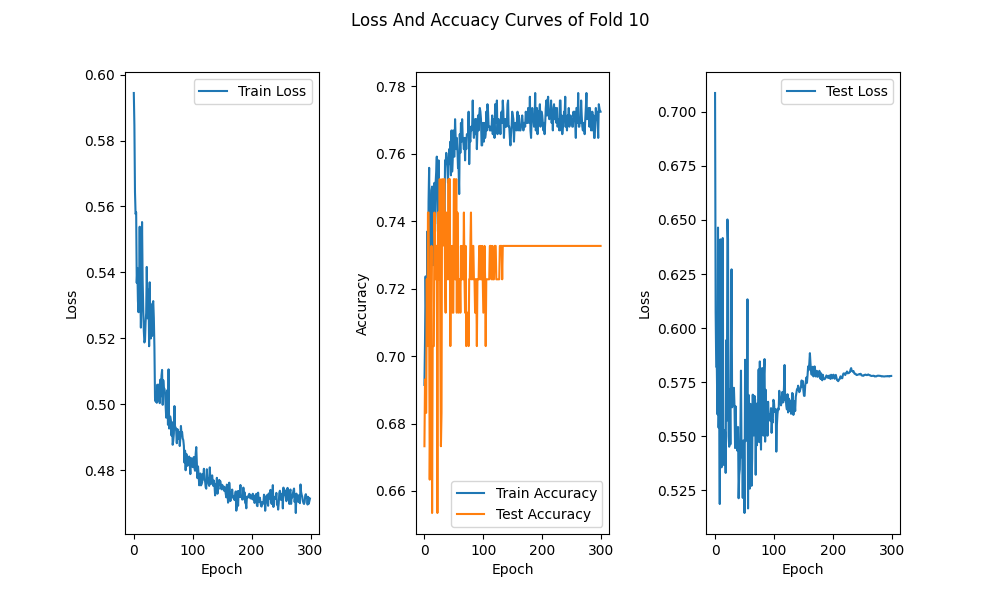 Loss And Accuacy Curves of Fold 10
0.60
0.58
0.56
0.54
0.52
0.50
0.48
Loss
Train Loss
0 100 200 300
Epoch
0.78
0.76
0.74
0.72
0.70
0.68
0.66
Accuracy
Train Accuracy
Test Accuracy
0 100 200 300
Epoch
0.700
0.675
0.650
0.625
0.600
0.575
0.550
0.525
Loss
Test Loss
0 100 200 300
Epoch